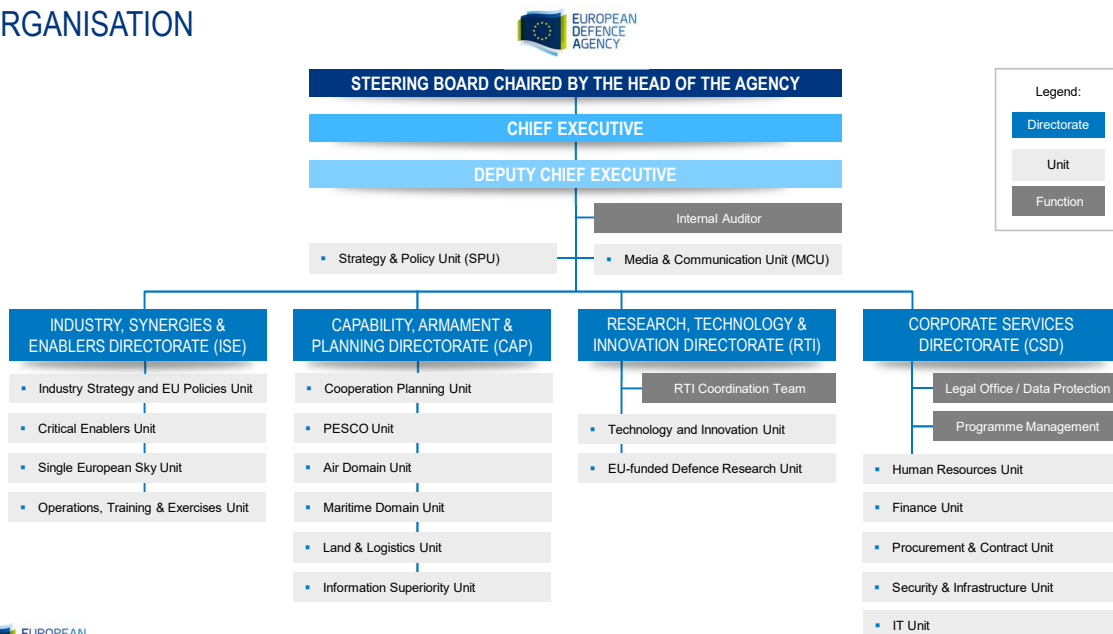 RGANISATION
EUROPEAN
DEFENCE
AGENCY
STEERING BOARD CHAIRED BY THE HEAD OF THE AGENCY
CHIEF EXECUTIVE
DEPUTY CHIEF EXECUTIVE
Legend:
Directorate
Unit
Function
Internal Auditor
▪ Strategy & Policy Unit (SPU)
▪ Media & Communication Unit (MCU)
INDUSTRY, SYNERGIES &
ENABLERS DIRECTORATE (ISE)
▪ Industry Strategy and EU Policies Unit
▪ Critical Enablers Unit
▪ Single European Sky Unit
▪ Operations, Training & Exercises Unit
CAPABILITY, ARMAMENT &
PLANNING DIRECTORATE (CAP)
▪ Cooperation Planning Unit
▪ PESCO Unit
▪ Air Domain Unit
▪ Maritime Domain Unit
▪ Land & Logistics Unit
▪ Information Superiority Unit
RESEARCH, TECHNOLOGY &
INNOVATION DIRECTORATE (RTI)
RTI Coordination Team
▪ Technology and Innovation Unit
▪ EU-funded Defence Research Unit
CORPORATE SERVICES
DIRECTORATE (CSD)
Legal Office / Data Protection
Programme Management
▪ Human Resources Unit
▪ Finance Unit
▪ Procurement & Contract Unit
▪ Security & Infrastructure Unit
▪ IT Unit
EUROPEAN